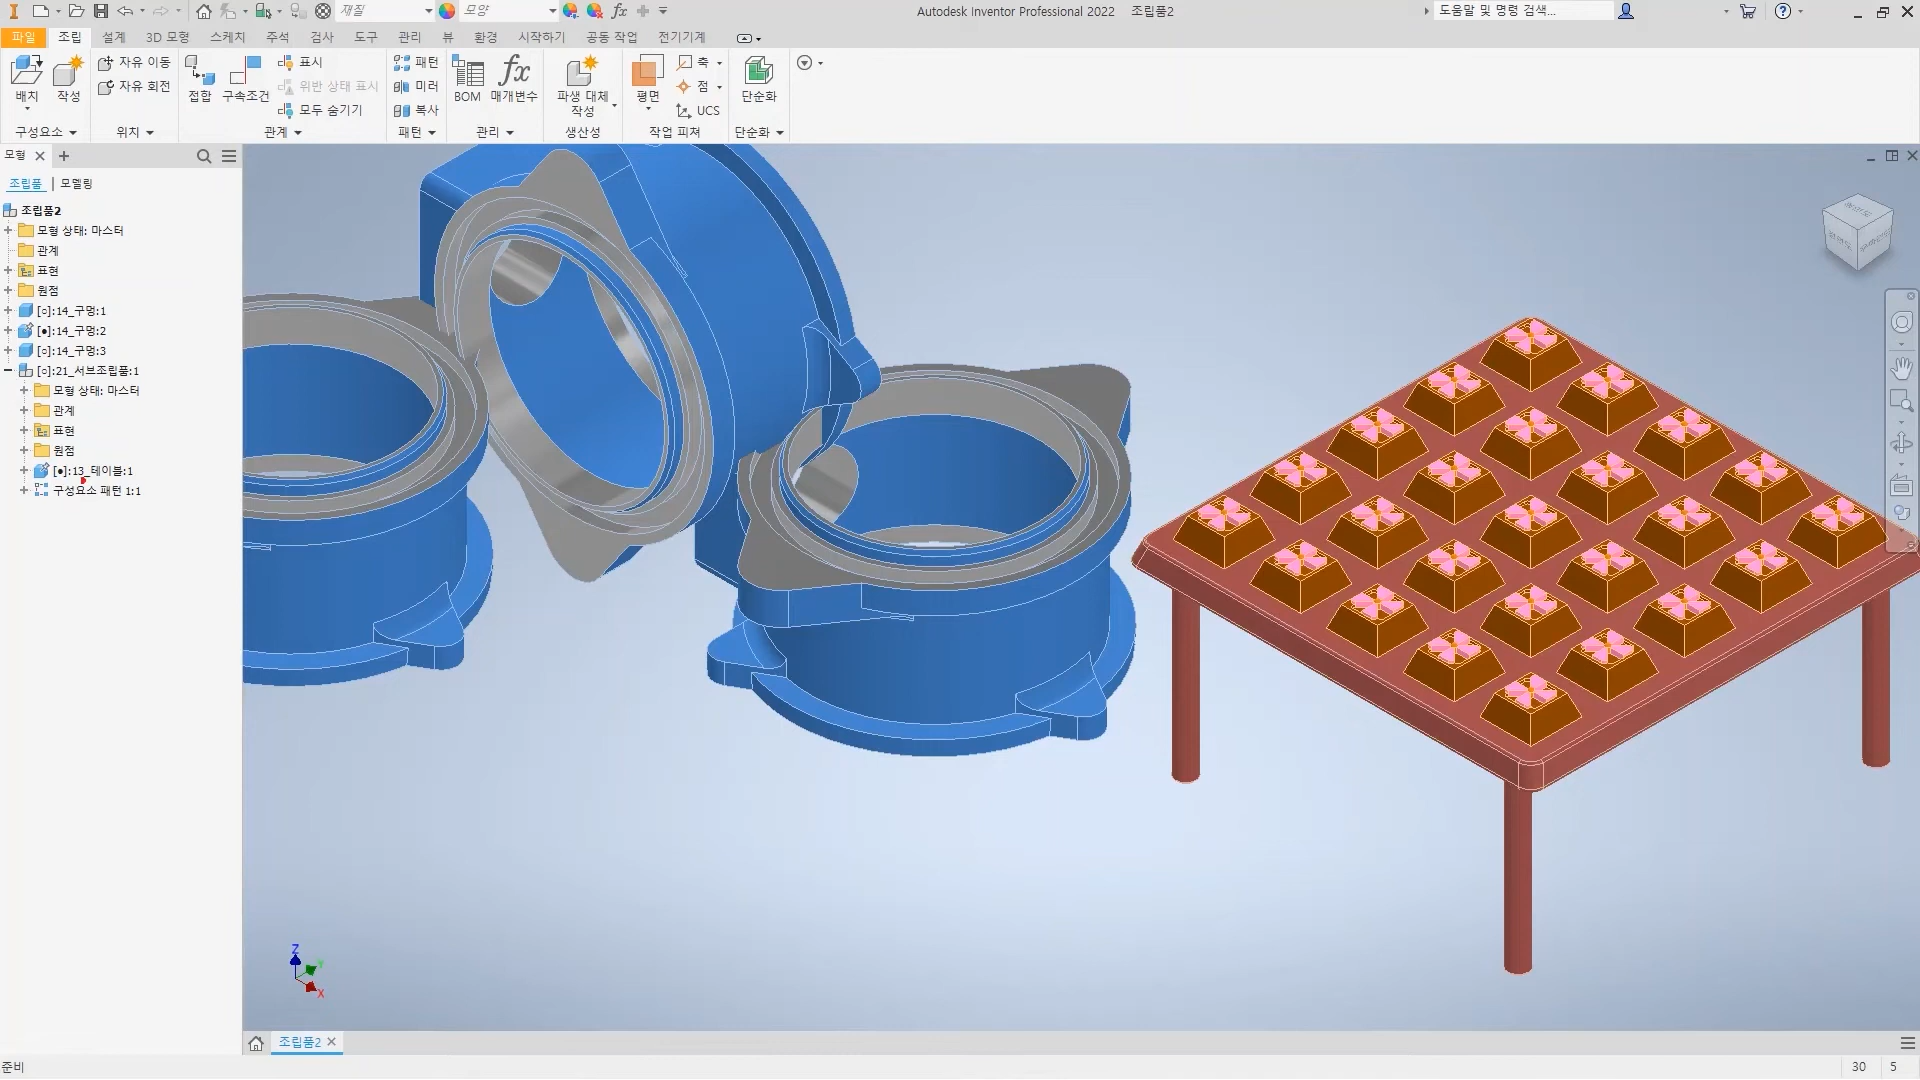 재질
모양
fx
Autodesk Inventor Professional 2022 조립품2
도움말 및 명령 검색...
파일 조립 설계 3D 모형 스케치 주석 검사 도구 관리 뷰 환경 시작하기 공동 작업 전기기계
배치
작성
자유 이동
자유 회전
접합
구속조건
표시
위반 상태 표시
모두 숨기기
패턴
미러
복사
BOM
fx
매개변수
파생 대체
작성
평면
축
점
UCS
단순화
구성요소 위치 관계 패턴 관리 생산성 작업 피쳐 단순화
모형
조립품 | 모델링
조립품2
모형 상태: 마스터
관계
표현
원점
[○]:14_구멍:1
[●]:14_구멍:2
[○]:14_구멍:3
[○]:21_서브조립품:1
모형 상태: 마스터
관계
표현
원점
[●]:13_테이블:1
구성요소 패턴 1:1
Z
Y
X
조립품2
준비
30 5